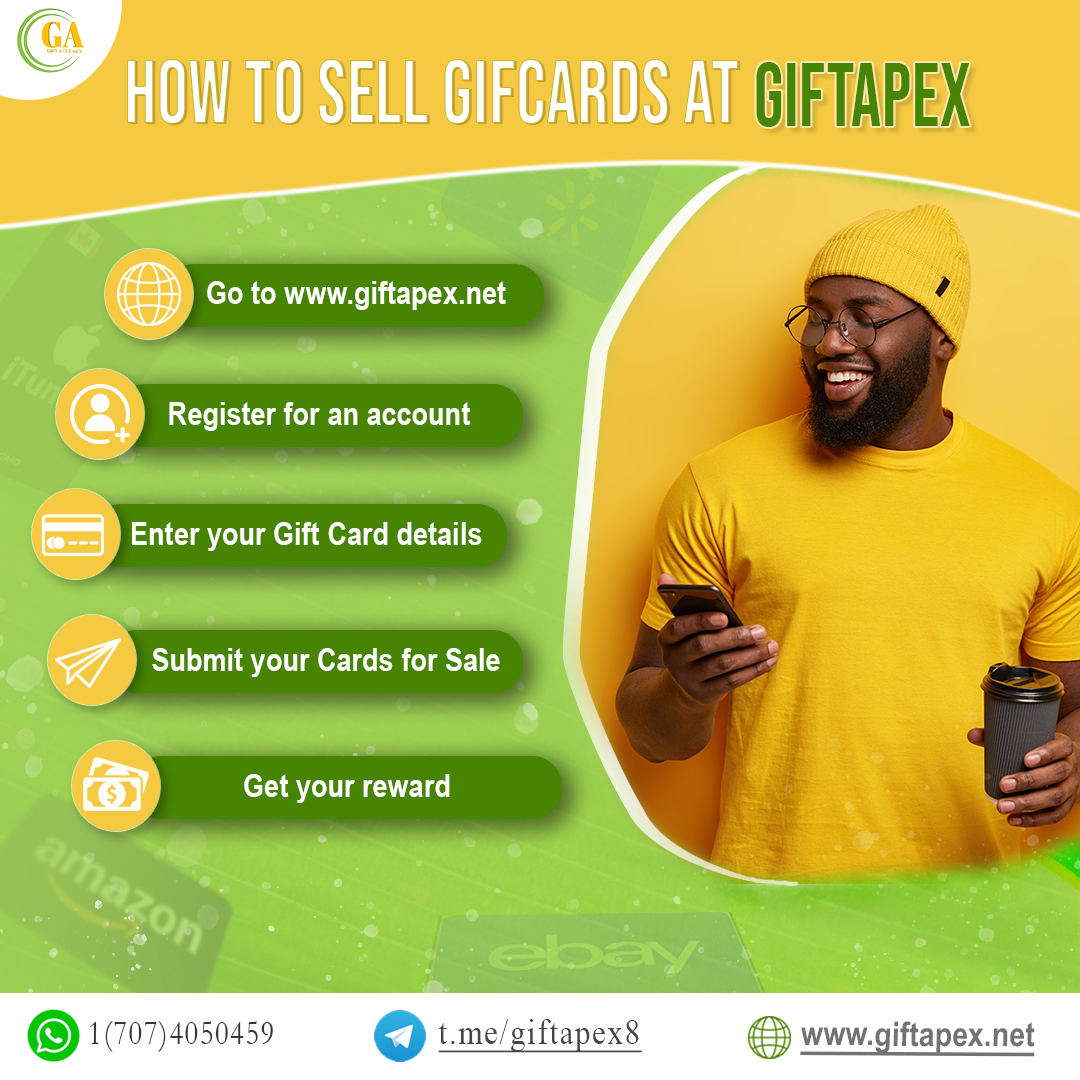 GA
HOW TO SELL GIFCARDS AT GIFTAPEX
Go to www.giftapex.net
iTun
Register for an account
Enter your Gift Card details
Submit your Cards for Sale
Get your reward
amazon
ebay
1(707)4050459
t.me/giftapex8
www.giftapex.net